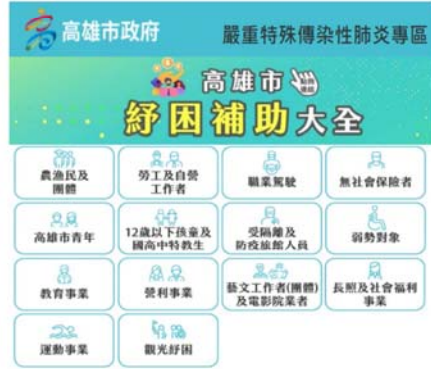 高雄市政府
嚴重特殊傳染性肺炎專區
高雄市
紓困補助大全
農漁民及
團體
勞工及自營
工作者
職業駕駛
無社會保險者
高雄市青年
12歲以下孩童及
國高中特教生
受隔離及
防疫旅館人員
弱勢對象
教育事業
營利事業
藝文工作者(團體)
及電影院業者
長照及社會福利
事業
運動事業
觀光紓困